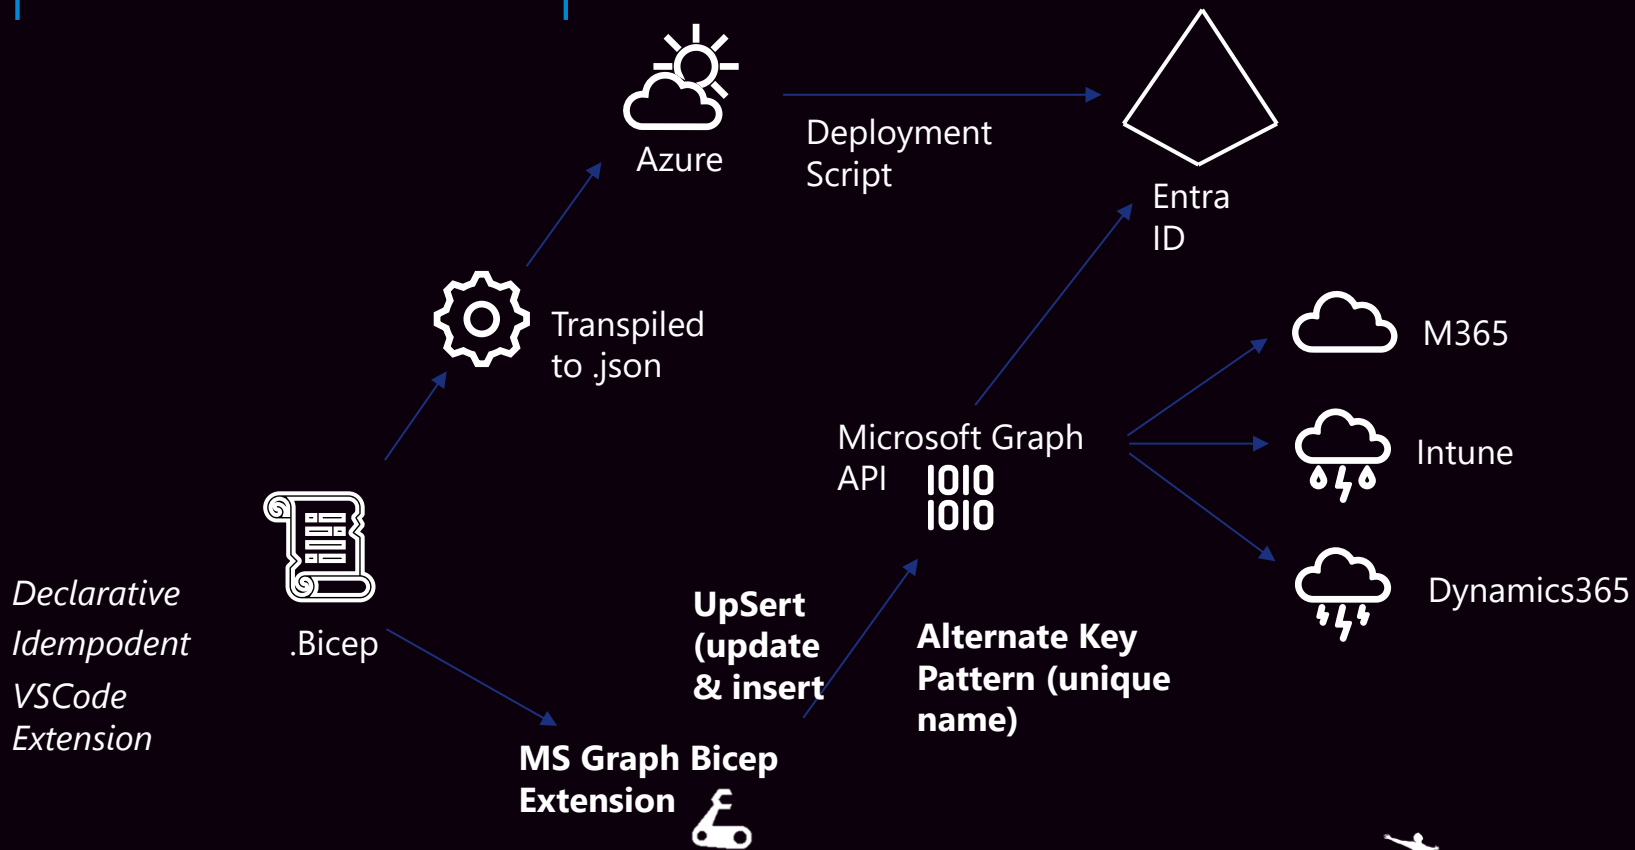 Azure
Deployment
Script
Entra
ID
Transpiled
to .json
M365
Microsoft Graph
API
1010
1010
Intune
Declarative
Idempodent
VSCode
Extension
.Bicep
UpSert
(update
& insert
Alternate Key
Pattern (unique
name)
Dynamics365
MS Graph Bicep
Extension